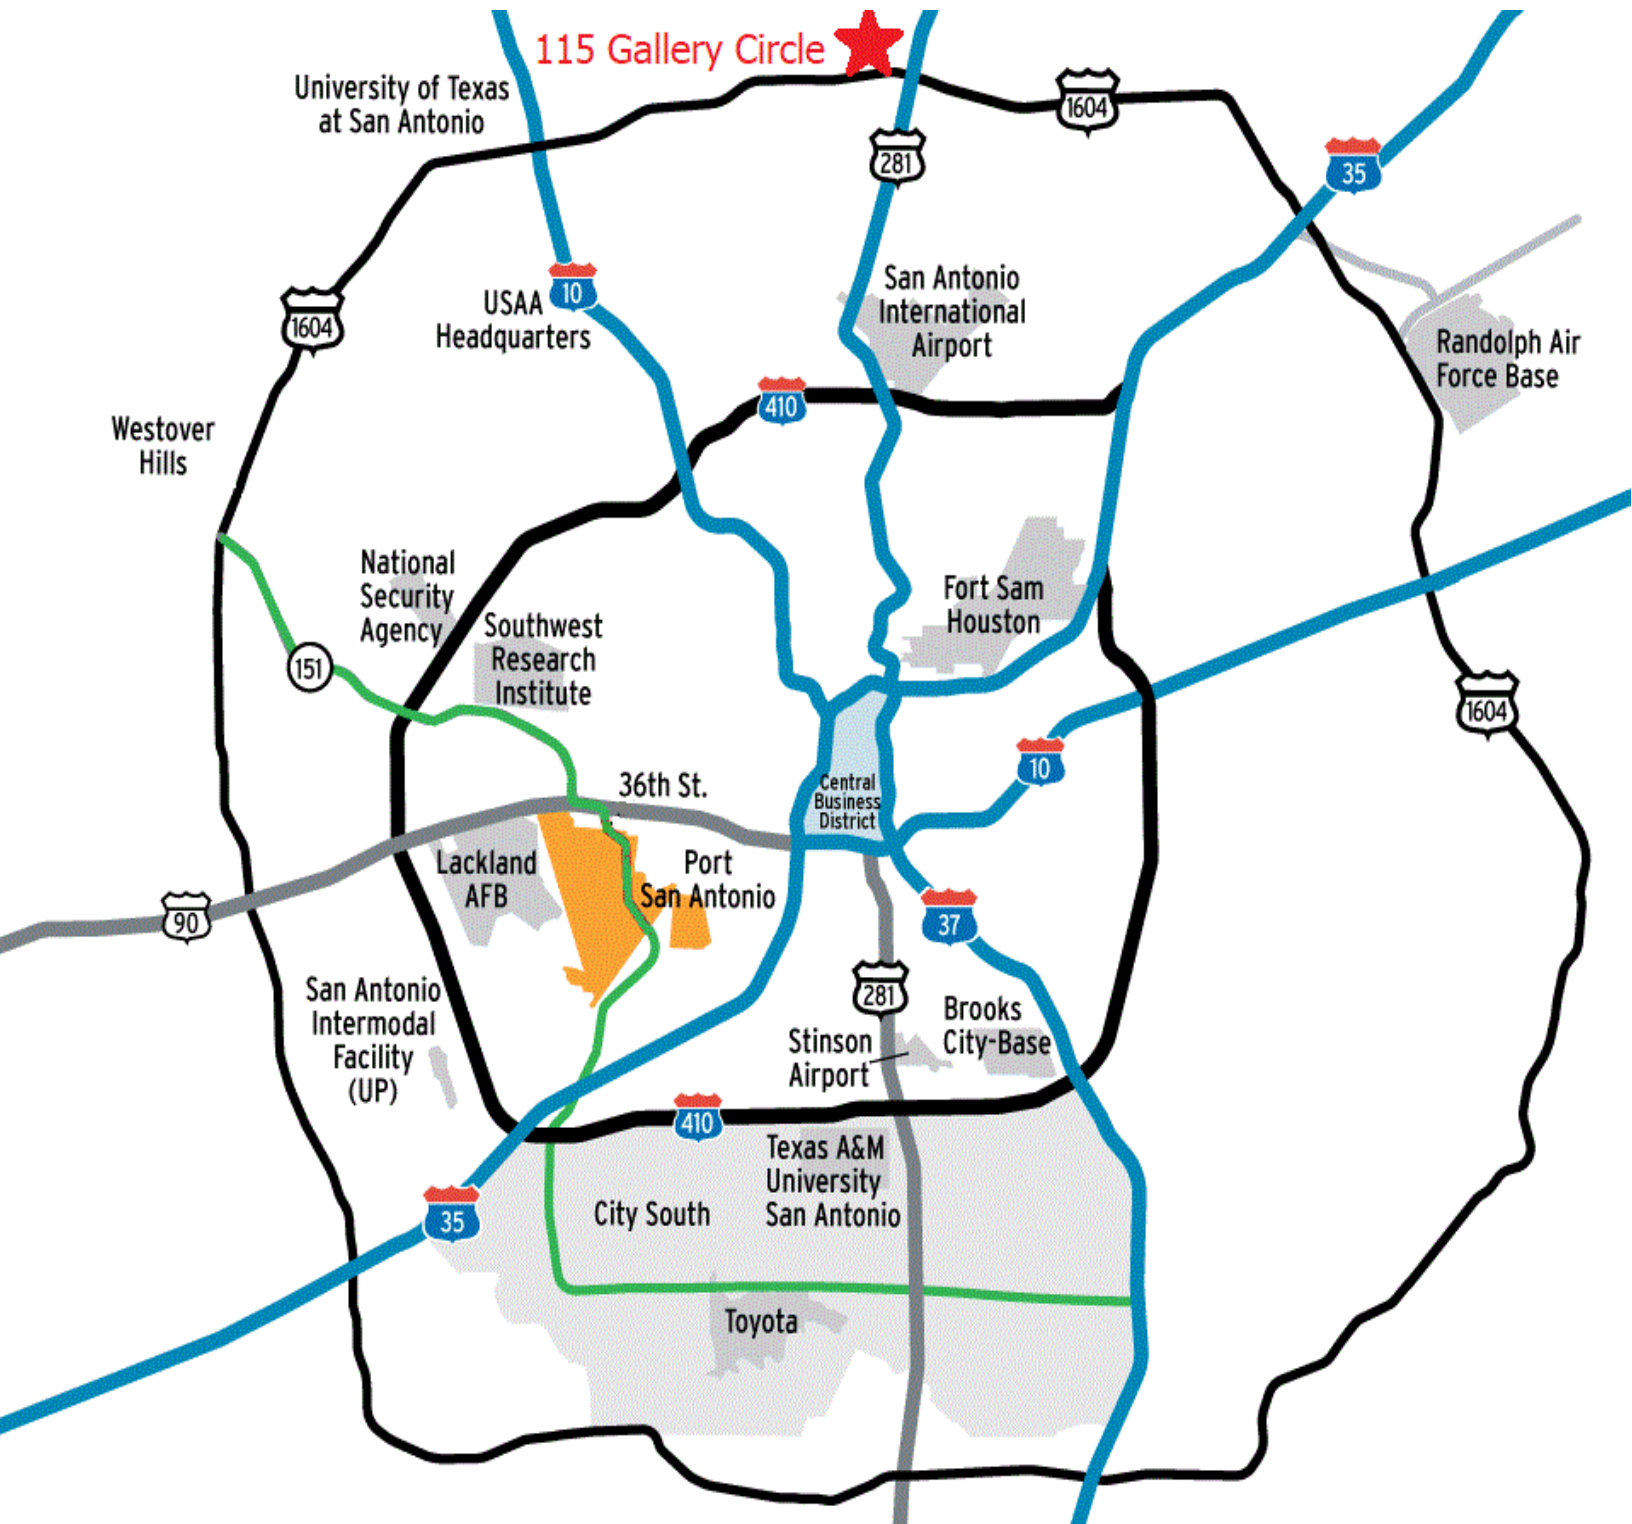 115 Gallery Circle
University of Texas
at San Antonio
1604
281
35
San Antonio
International
Airport
10
USAA
Headquarters
1604
Randolph Air
Force Base
410
Westover
Hills
National
Security
Agency
Southwest
Research
Institute
Fort Sam
Houston
151
1604
10
36th St.
Central
Business
District
Lackland
AFB
Port
San Antonio
90
37
281
San Antonio
Intermodal
Facility
(UP)
Brooks
City-Base
Stinson
Airport
410
Texas A&M
University
San Antonio
City South
35
Toyota